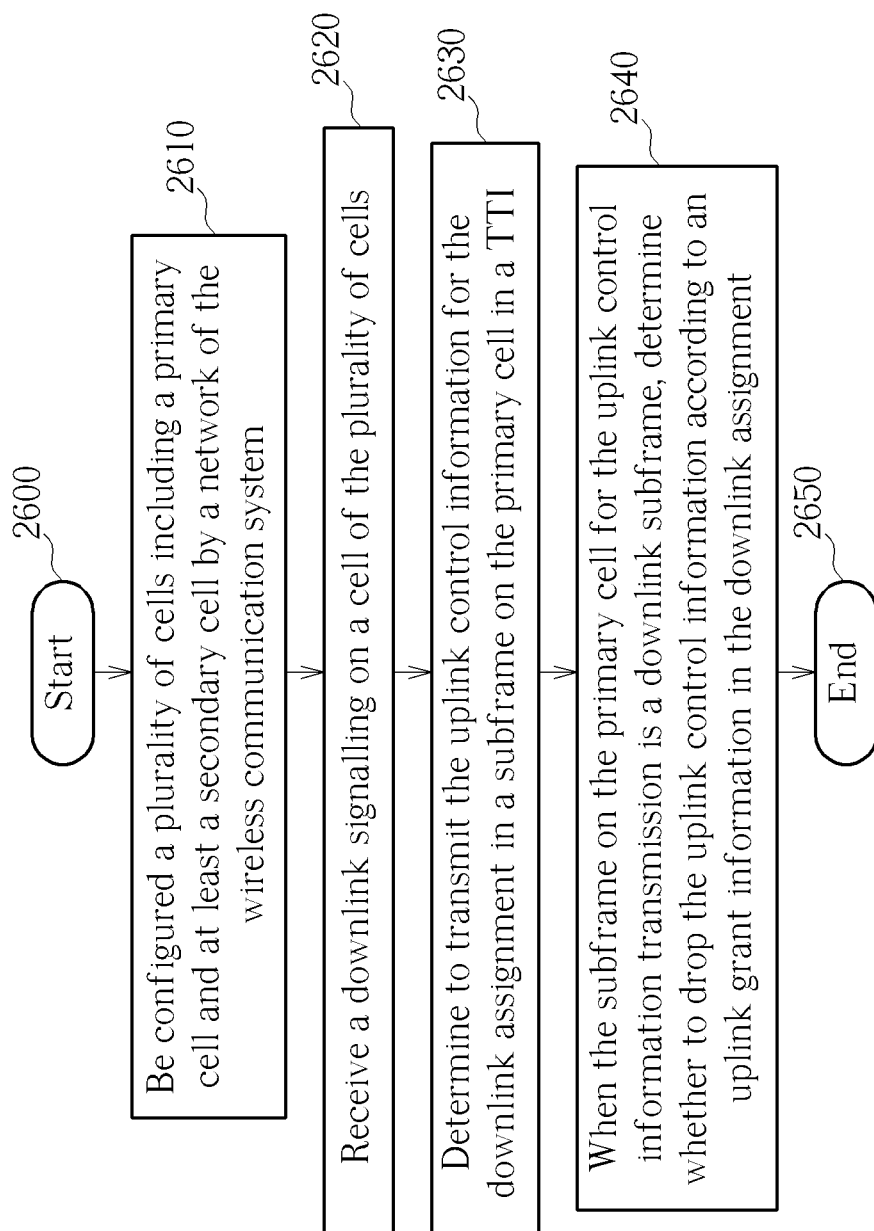 Start
2600
Be configured a plurality of cells including a primary
cell and at least a secondary cell by a network of the
wireless communication system
2610
Receive a downlink signalling on a cell of the plurality of cells
2620
Determine to transmit the uplink control information for the
downlink assignment in a subframe on the primary cell in a TTI
2630
When the subframe on the primary cell for the uplink control
information transmission is a downlink subframe, determine
whether to drop the uplink control information according to an
uplink grant information in the downlink assignment
2640
End
2650